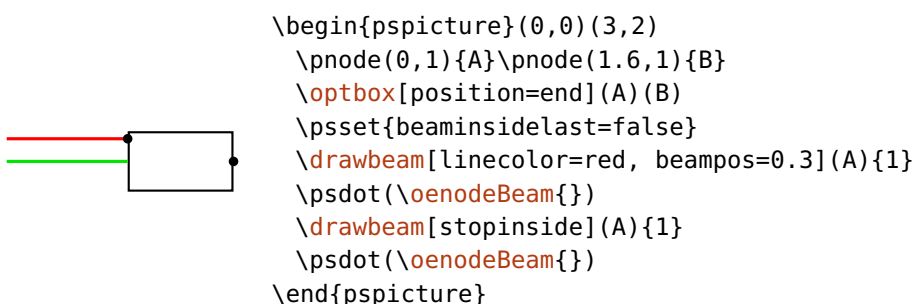 \begin{pspicture}(0,0)(3,2)
\pnode(0,1){A}\pnode(1.6,1){B}
\optbox[position=end](A)(B)
\psset{beaminsidelast=false}
\drawbeam[linecolor=red, beampos=0.3](A){1}
\psdot(\oenodeBeam{})
\drawbeam[stopinside](A){1}
\psdot(\oenodeBeam{})
\end{pspicture}